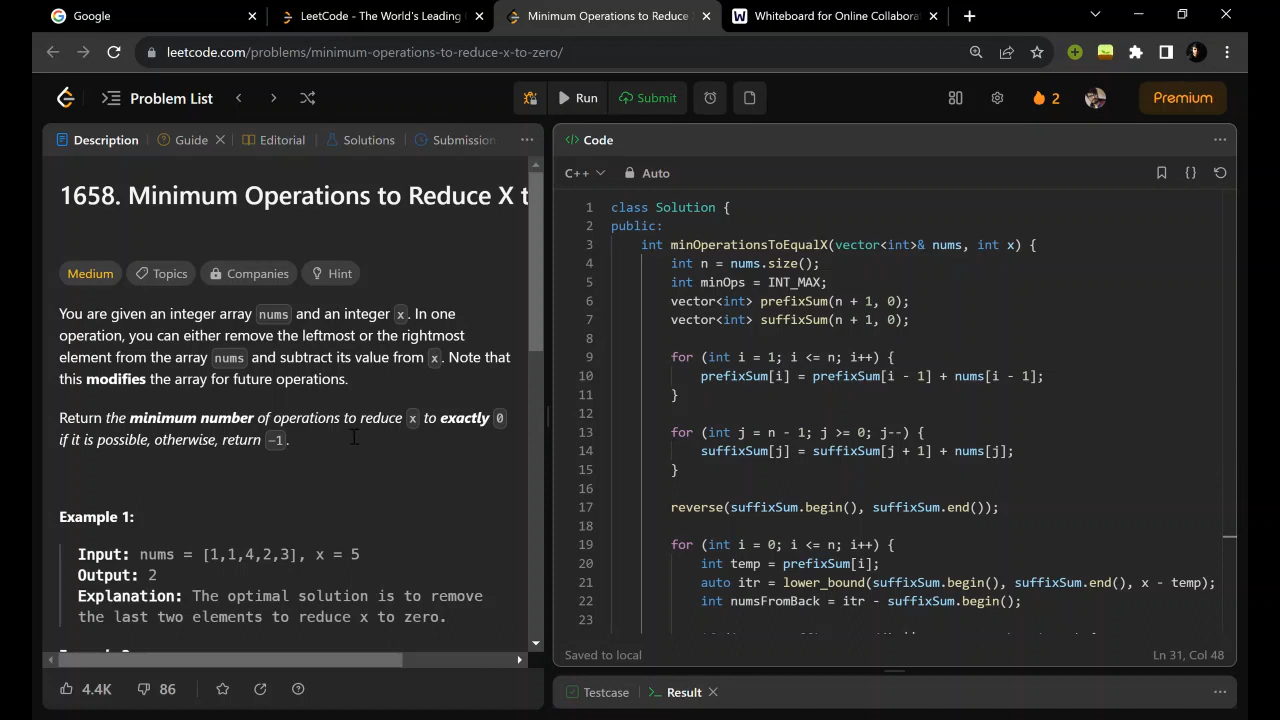 Google
LeetCode - The World's Leading
Minimum Operations to Reduce
Whiteboard for Online Collabora
leetcode.com/problems/minimum-operations-to-reduce-x-to-zero/
Problem List
Run
Submit
2
Premium
Description
Guide
Editorial
Solutions
Submission
Code
C++
Auto
1658. Minimum Operations to Reduce X t
Medium
Topics
Companies
Hint
You are given an integer array nums and an integer x. In one
operation, you can either remove the leftmost or the rightmost
element from the array nums and subtract its value from x. Note that
this modifies the array for future operations.
Return the minimum number of operations to reduce x to exactly 0
if it is possible, otherwise, return -1.
Example 1:
Input: nums = [1,1,4,2,3], x = 5
Output: 2
Explanation: The optimal solution is to remove
the last two elements to reduce x to zero.
4.4K
86
1 class Solution {
2 public:
3 int minOperationsToEqualX(vector<int>& nums, int x) {
4 int n = nums.size();
5 int minOps = INT_MAX;
6 vector<int> prefixSum(n + 1, 0);
7 vector<int> suffixSum(n + 1, 0);
8
9 for (int i = 1; i <= n; i++) {
10 prefixSum[i] = prefixSum[i - 1] + nums[i - 1];
11 }
12
13 for (int j = n - 1; j >= 0; j--) {
14 suffixSum[j] = suffixSum[j + 1] + nums[j];
15 }
16
17 reverse(suffixSum.begin(), suffixSum.end());
18
19 for (int i = 0; i <= n; i++) {
20 int temp = prefixSum[i];
21 auto itr = lower_bound(suffixSum.begin(), suffixSum.end(), x - temp);
22 int numsFromBack = itr - suffixSum.begin();
23
Saved to local
Ln 31, Col 48
Testcase
Result